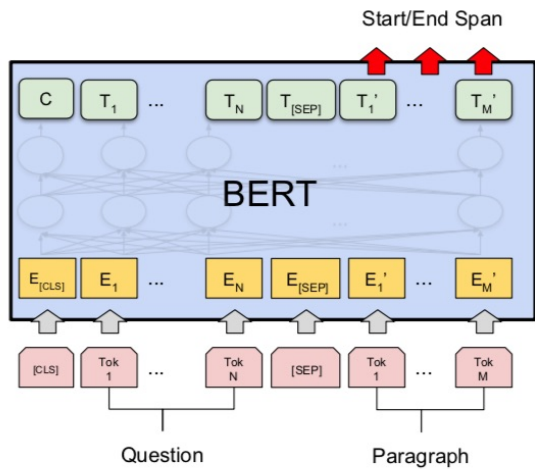 Start/End Span
C T1 ... TN T[SEP] T1' ... TM'
BERT
E[CLS] E1 ... EN E[SEP] E1' ... EM'
[CLS] Tok 1 ... Tok N [SEP] Tok 1 ... Tok M
Question Paragraph